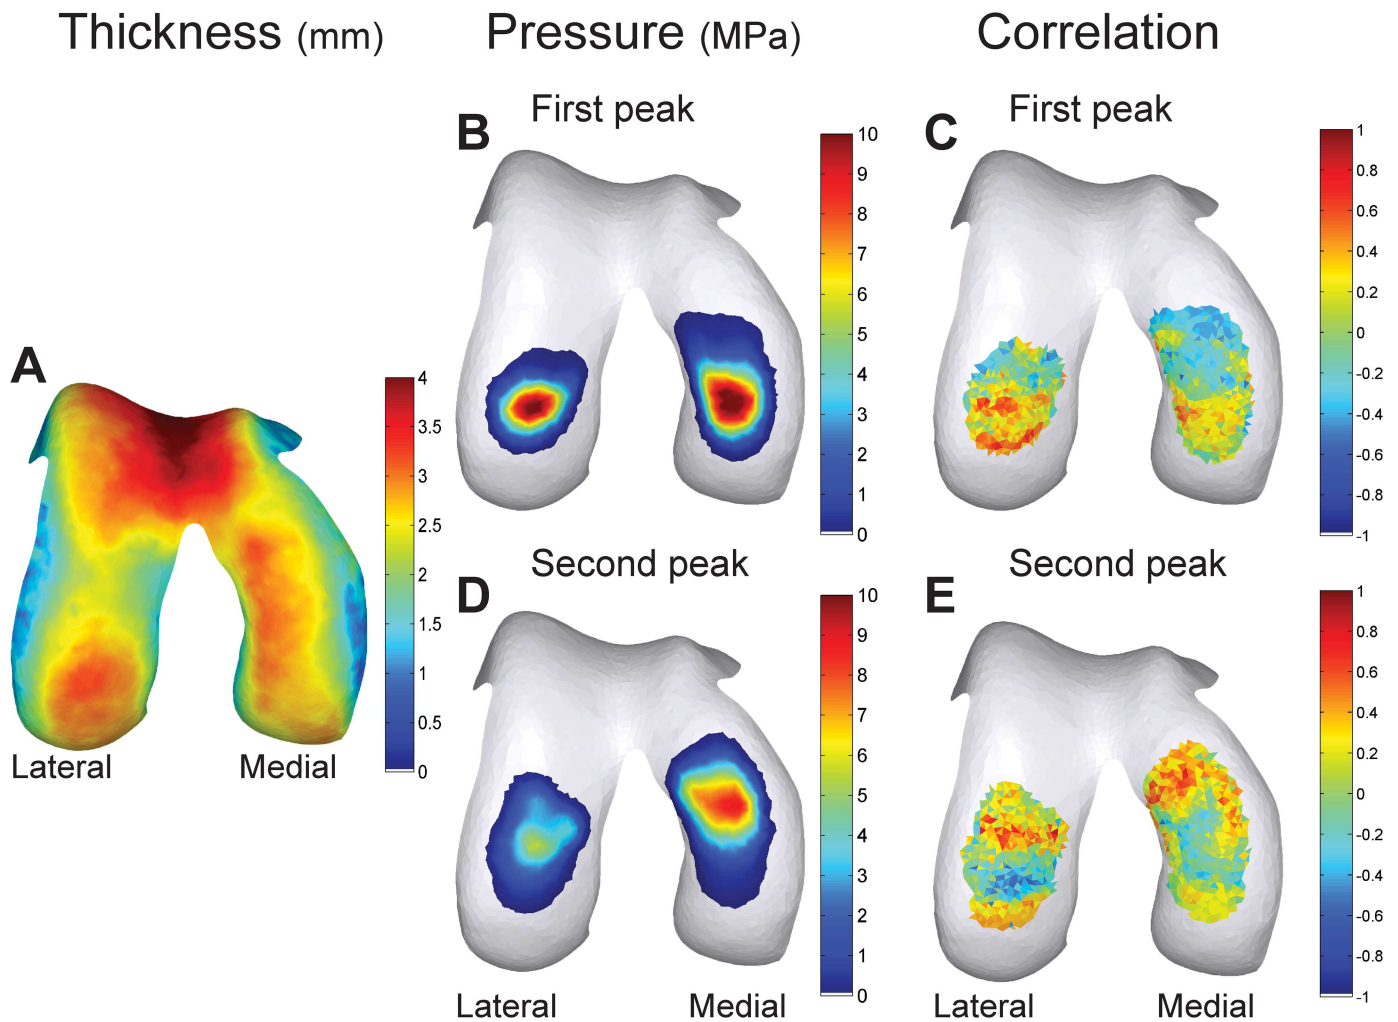 Thickness (mm)
Pressure (MPa)
Correlation
First peak
First peak
B
C
10
9
8
7
6
5
4
3
2
1
0
1
0.8
0.6
0.4
0.2
0
-0.2
-0.4
-0.6
-0.8
-1
A
4
3.5
3
2.5
2
1.5
1
0.5
0
Lateral
Medial
Second peak
Second peak
D
E
10
9
8
7
6
5
4
3
2
1
0
1
0.8
0.6
0.4
0.2
0
-0.2
-0.4
-0.6
-0.8
-1
Lateral
Medial
Lateral
Medial